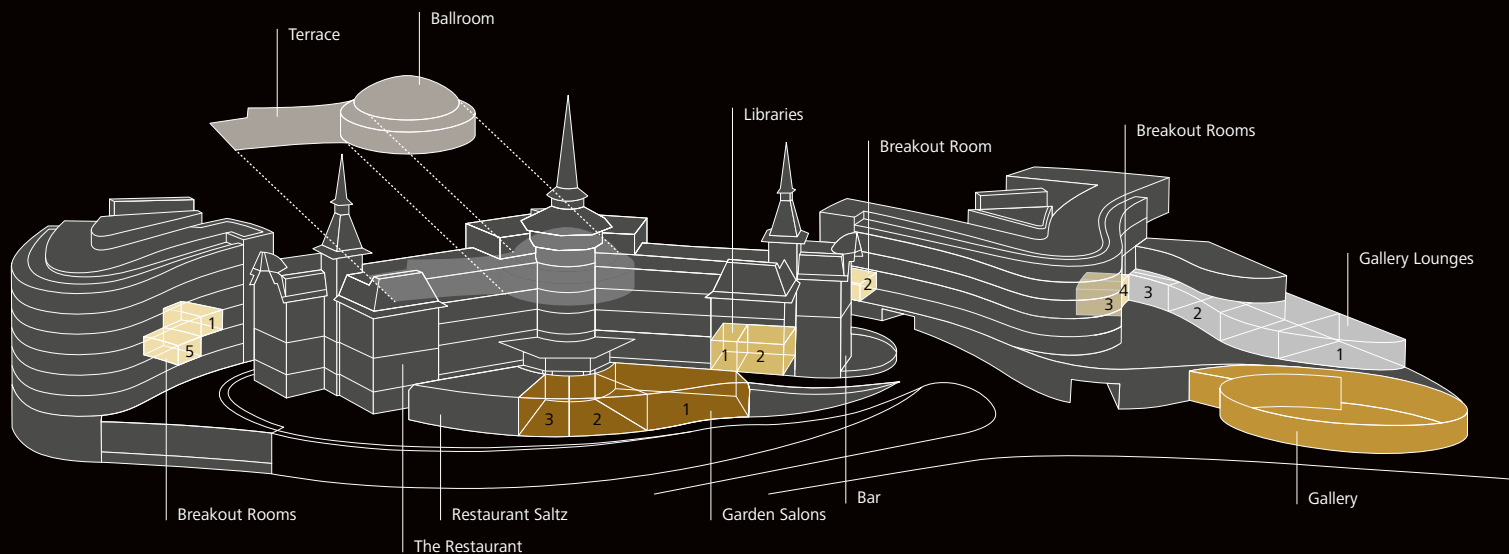 Ballroom
Terrace
Libraries
Breakout Rooms
Breakout Room
Gallery Lounges
2
4
3
3
2
1
1
5
1
2
1
3
2
Bar
Gallery
Breakout Rooms
Restaurant Saltz
Garden Salons
The Restaurant